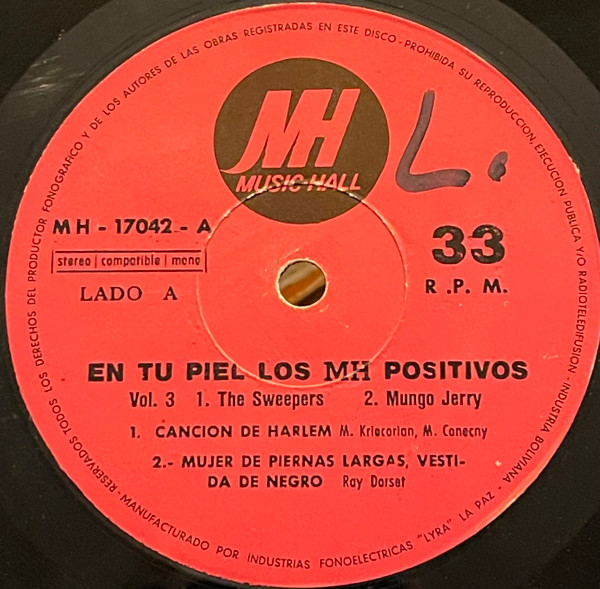 RESERVADOS TODOS LOS DERECHOS DEL PRODUCTOR FONOGRAFICO Y DE LOS AUTORES DE LAS OBRAS REGISTRADAS EN ESTE DISCO - PROHIBIDA SU REPRODUCCION, EJECUCION PUBLICA Y/O RADIOTELEDIFUSION - INDUSTRIA BOLIVIANA
MH
MUSIC-HALL
L.
MH - 17042 - A
33
stereo | compatible | mono
R.P.M.
LADO A
EN TU PIEL LOS MH POSITIVOS
Vol. 3 1. The Sweepers 2. Mungo Jerry
1. CANCION DE HARLEM M. Kriecorian, M. Canecny
2.- MUJER DE PIERNAS LARGAS, VESTI-
DA DE NEGRO Ray Dorset
- MANUFACTURADO POR INDUSTRIAS FONOELECTRICAS "LYRA" LA PAZ -